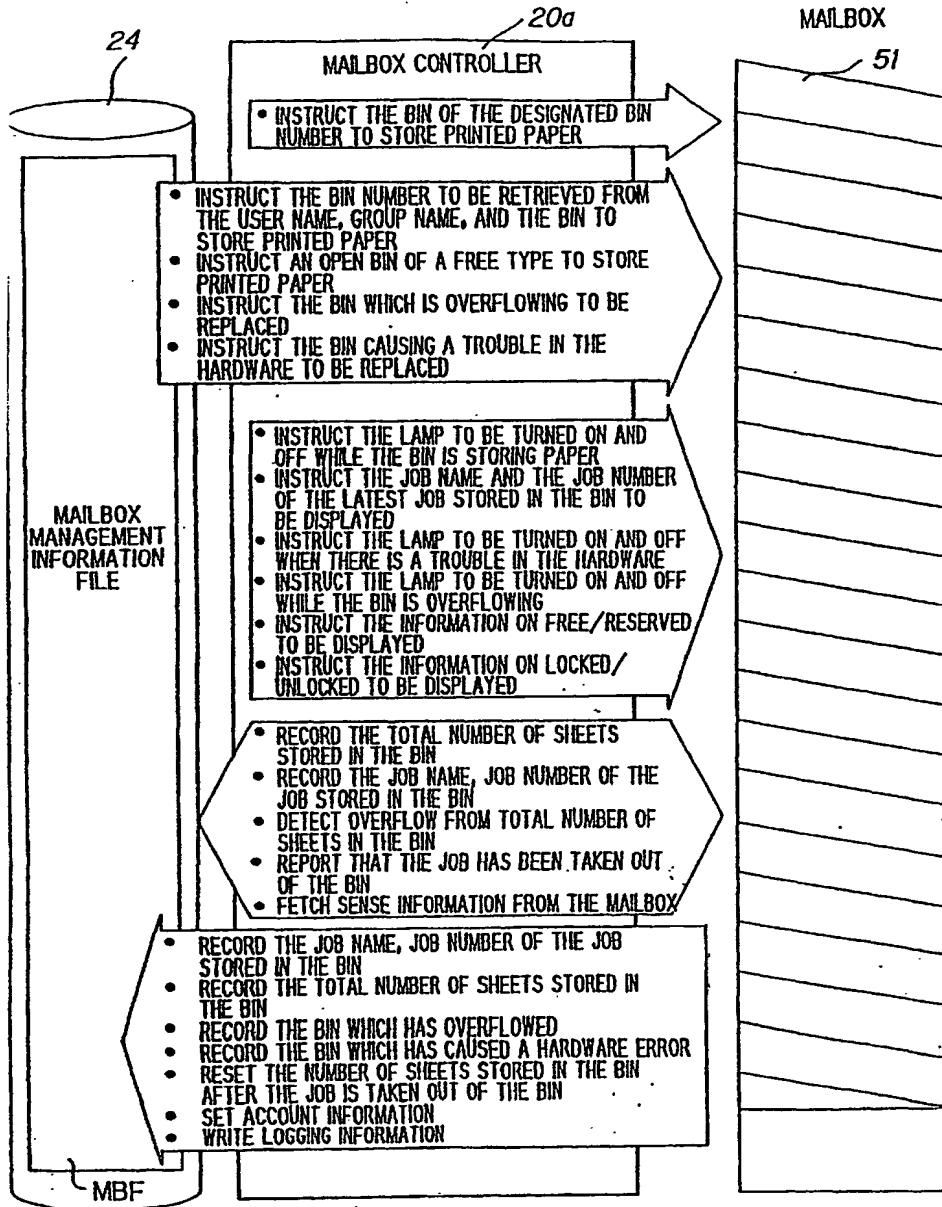 24
20a
MAILBOX
51
MAILBOX CONTROLLER
• INSTRUCT THE BIN OF THE DESIGNATED BIN
NUMBER TO STORE PRINTED PAPER
• INSTRUCT THE BIN NUMBER TO BE RETRIEVED FROM
THE USER NAME, GROUP NAME, AND THE BIN TO
STORE PRINTED PAPER
• INSTRUCT AN OPEN BIN OF A FREE TYPE TO STORE
PRINTED PAPER
• INSTRUCT THE BIN WHICH IS OVERFLOWING TO BE
REPLACED
• INSTRUCT THE BIN CAUSING A TROUBLE IN THE
HARDWARE TO BE REPLACED
• INSTRUCT THE LAMP TO BE TURNED ON AND
OFF WHILE THE BIN IS STORING PAPER
• INSTRUCT THE JOB NAME AND THE JOB NUMBER
OF THE LATEST JOB STORED IN THE BIN TO
BE DISPLAYED
• INSTRUCT THE LAMP TO BE TURNED ON AND OFF
WHEN THERE IS A TROUBLE IN THE HARDWARE
• INSTRUCT THE LAMP TO BE TURNED ON AND OFF
WHILE THE BIN IS OVERFLOWING
• INSTRUCT THE INFORMATION ON FREE/RESERVED
TO BE DISPLAYED
• INSTRUCT THE INFORMATION ON LOCKED/
UNLOCKED TO BE DISPLAYED
MAILBOX
MANAGEMENT
INFORMATION
FILE
• RECORD THE TOTAL NUMBER OF SHEETS
STORED IN THE BIN
• RECORD THE JOB NAME, JOB NUMBER OF THE
JOB STORED IN THE BIN
• DETECT OVERFLOW FROM TOTAL NUMBER OF
SHEETS IN THE BIN
• REPORT THAT THE JOB HAS BEEN TAKEN OUT
OF THE BIN
• FETCH SENSE INFORMATION FROM THE MAILBOX
• RECORD THE JOB NAME, JOB NUMBER OF THE JOB
STORED IN THE BIN
• RECORD THE TOTAL NUMBER OF SHEETS STORED IN
THE BIN
• RECORD THE BIN WHICH HAS OVERFLOWED
• RECORD THE BIN WHICH HAS CAUSED A HARDWARE ERROR
• RESET THE NUMBER OF SHEETS STORED IN THE BIN
AFTER THE JOB IS TAKEN OUT OF THE BIN
• SET ACCOUNT INFORMATION
• WRITE LOGGING INFORMATION
MBF